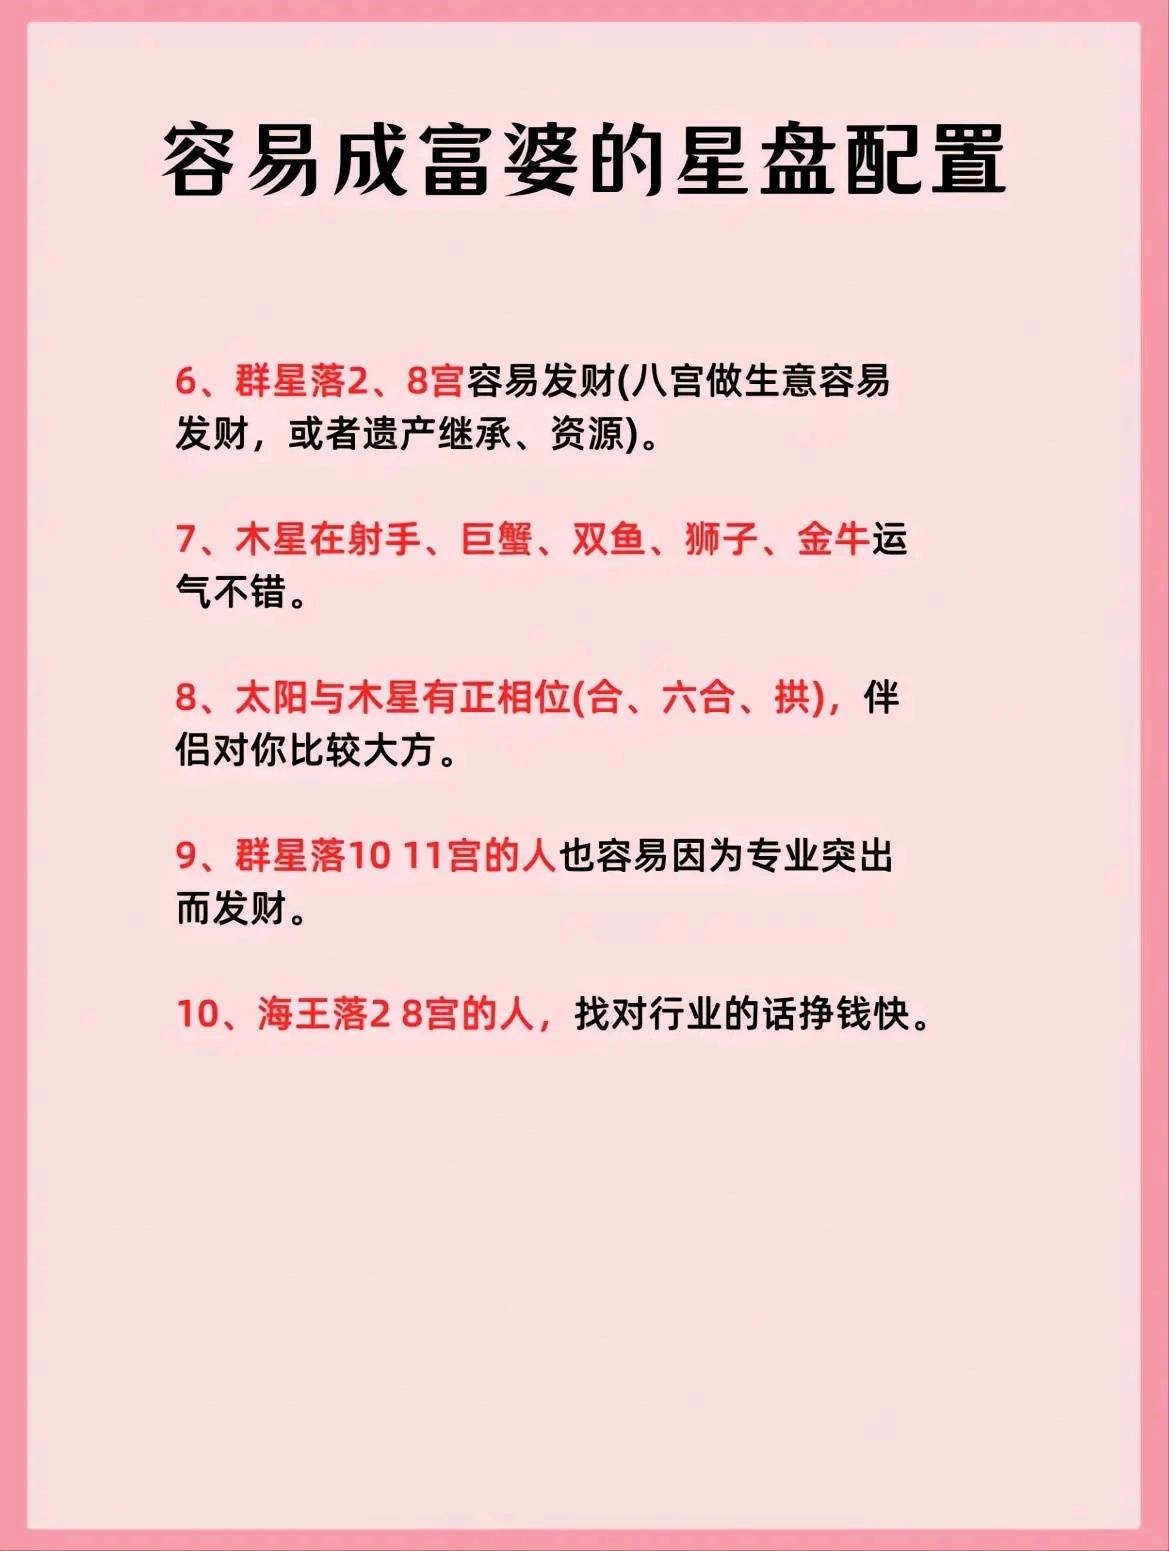 容易成富婆的星盘配置
6、群星落2、8宫容易发财(八宫做生意容易
发财，或者遗产继承、资源)。
7、木星在射手、巨蟹、双鱼、狮子、金牛运
气不错。
8、太阳与木星有正相位(合、六合、拱)，伴
侣对你比较大方。
9、群星落10 11宫的人也容易因为专业突出
而发财。
10、海王落2 8宫的人，找对行业的话挣钱快。